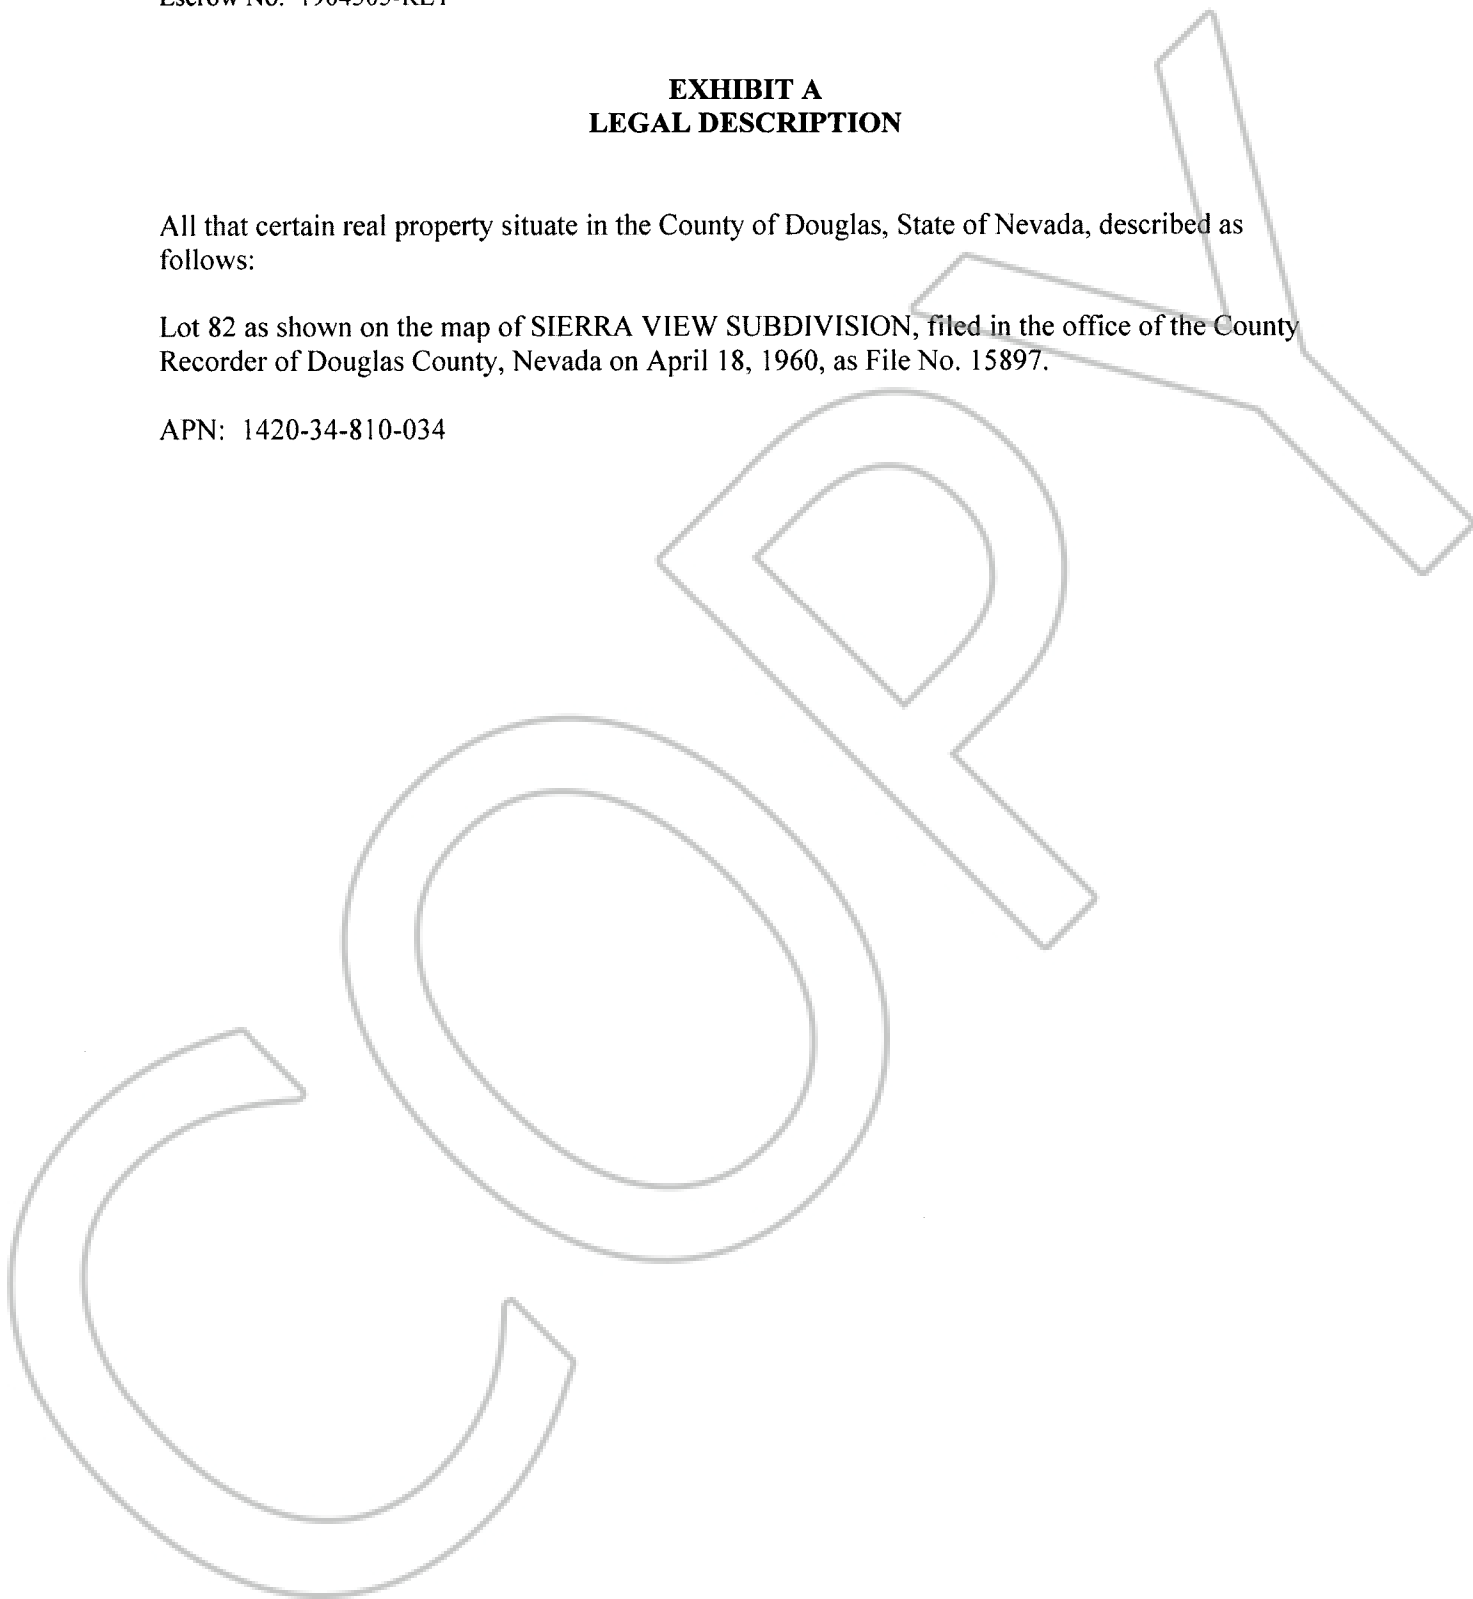 Escrow No.
EXHIBIT A
LEGAL DESCRIPTION
All that certain real property situate in the County of Douglas, State of Nevada, described as
follows:
Lot 82 as shown on the map of SIERRA VIEW SUBDIVISION, filed in the office of the County
Recorder of Douglas County, Nevada on April 18, 1960, as File No. 15897.
APN: 1420-34-810-034
COPY